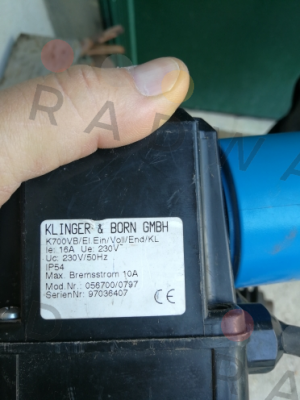 KLINGER & BORN GMBH
K700VB/El.Ein/Voll/End/KL
Ie: 16A Ue: 230V
Uc: 230V/50Hz
IP54
Max. Bremsstrom 10A
Mod.Nr.: 056700/0797
SerienNr: 97036407
CE